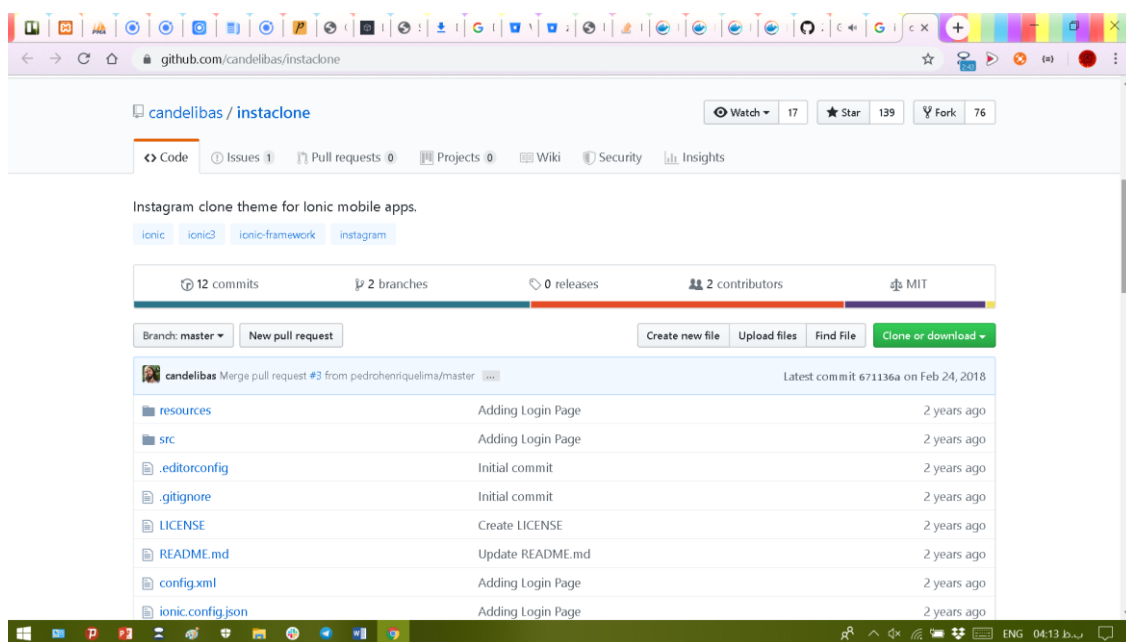 github.com/candelibas/instaclone
2:43
candelibas / instaclone
Watch 17 Star 139 Fork 76
Code Issues 1 Pull requests 0 Projects 0 Wiki Security Insights
Instagram clone theme for Ionic mobile apps.
ionic ionic3 ionic-framework instagram
12 commits 2 branches 0 releases 2 contributors MIT
Branch: master New pull request Create new file Upload files Find File Clone or download
candelibas Merge pull request #3 from pedrohenriquelima/master ... Latest commit 671136a on Feb 24, 2018
resources Adding Login Page 2 years ago
src Adding Login Page 2 years ago
.editorconfig Initial commit 2 years ago
.gitignore Initial commit 2 years ago
LICENSE Create LICENSE 2 years ago
README.md Update README.md 2 years ago
config.xml Adding Login Page 2 years ago
ionic.config.json Adding Login Page 2 years ago
ENG 04:13 ب.ظ